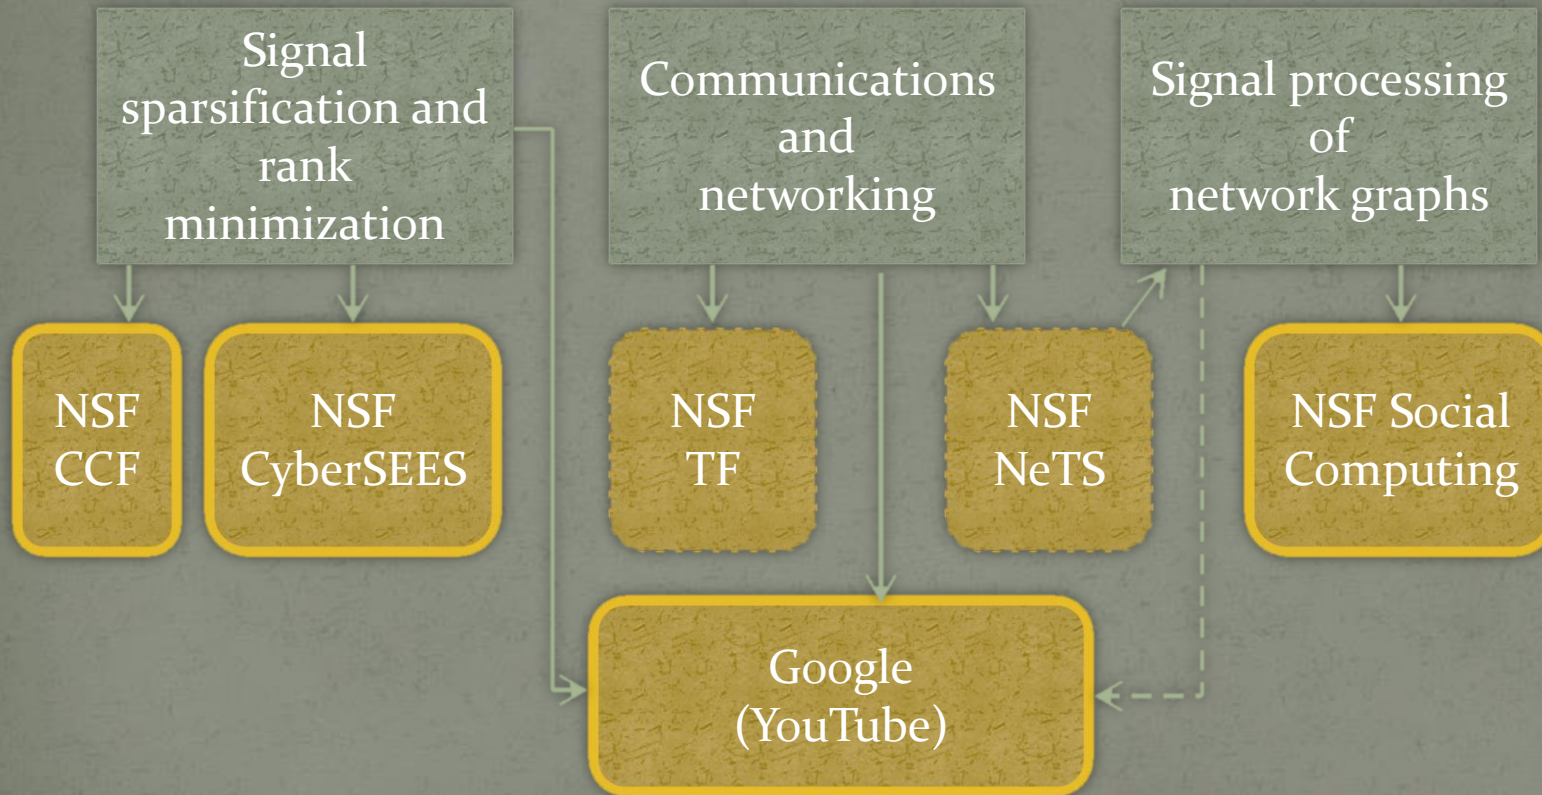 Signal
sparsification and
rank
minimization
Communications
and
networking
Signal processing
of
network graphs
NSF
CCF
NSF
CyberSEES
NSF
TF
NSF
NeTS
NSF Social
Computing
Google
(YouTube)